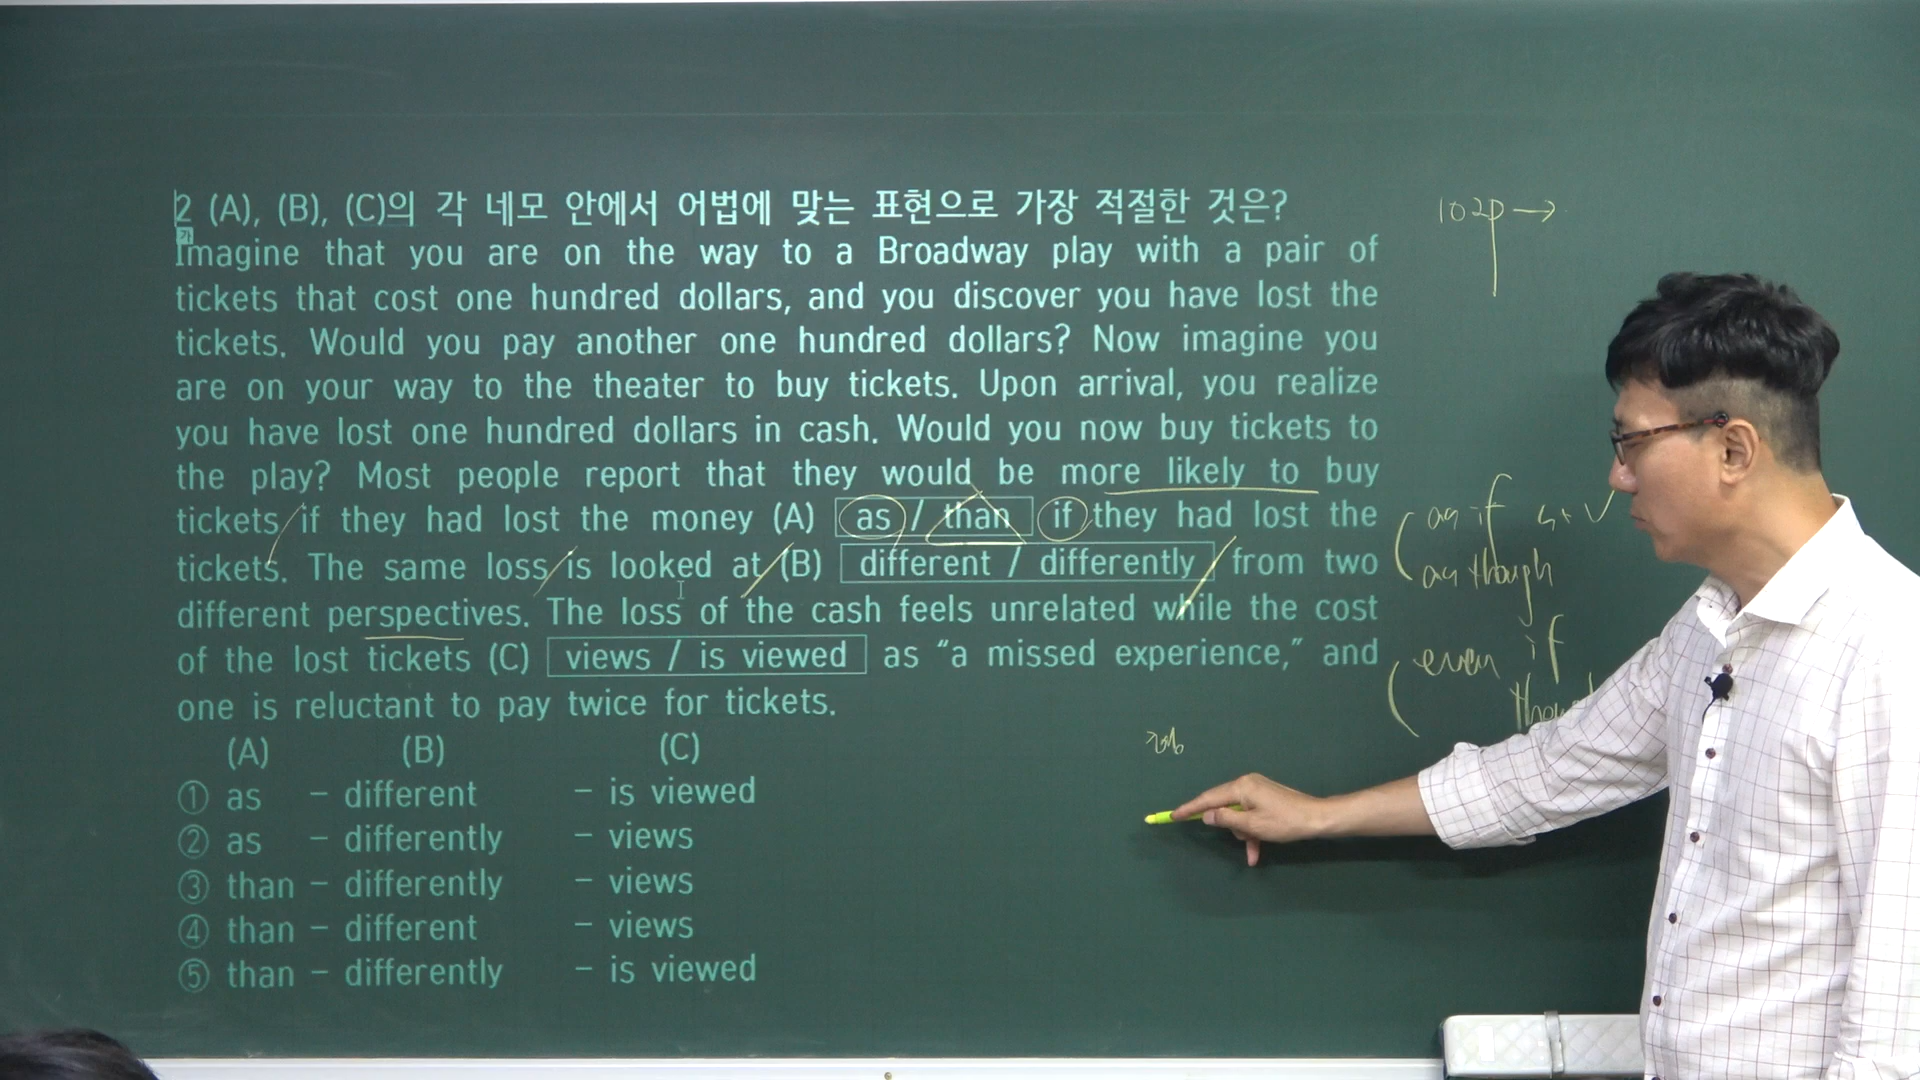 2 (A), (B), (C)의 각 네모 안에서 어법에 맞는 표현으로 가장 적절한 것은?
Imagine that you are on the way to a Broadway play with a pair of
tickets that cost one hundred dollars, and you discover you have lost the
tickets. Would you pay another one hundred dollars? Now imagine you
are on your way to the theater to buy tickets. Upon arrival, you realize
you have lost one hundred dollars in cash. Would you now buy tickets to
the play? Most people report that they would be more likely to buy
tickets if they had lost the money (A) as / than if they had lost the
tickets. The same loss is looked at (B) different / differently from two
different perspectives. The loss of the cash feels unrelated while the cost
of the lost tickets (C) views / is viewed as “a missed experience,” and
one is reluctant to pay twice for tickets.
(A) (B) (C)
① as – different – is viewed
② as – differently – views
③ than – differently – views
④ than – different – views
⑤ than – differently – is viewed
102p →
as if s+v
as though
even if